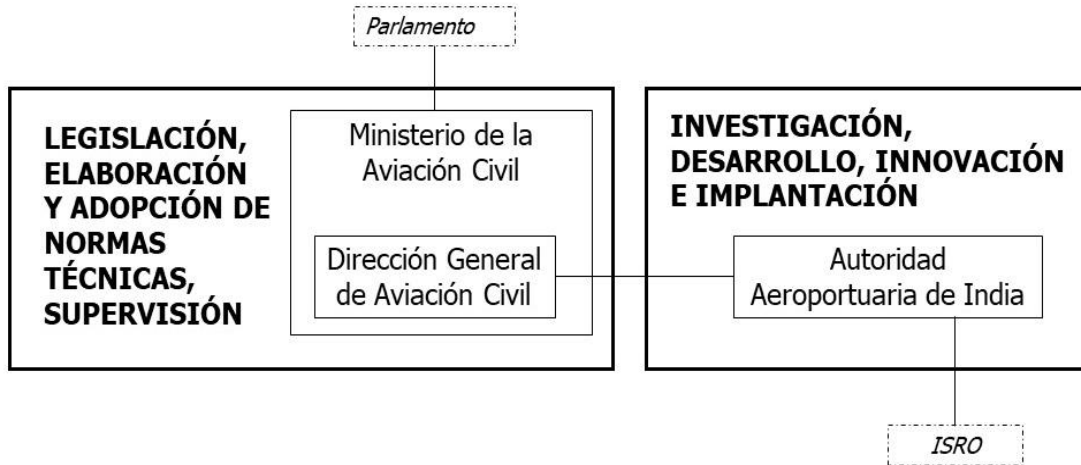 Parlamento
LEGISLACIÓN,
ELABORACIÓN
Y ADOPCIÓN DE
NORMAS
TÉCNICAS,
SUPERVISIÓN
Ministerio de la
Aviación Civil
Dirección General
de Aviación Civil
INVESTIGACIÓN,
DESARROLLO, INNOVACIÓN
E IMPLANTACIÓN
Autoridad
Aeroportuaria de India
ISRO